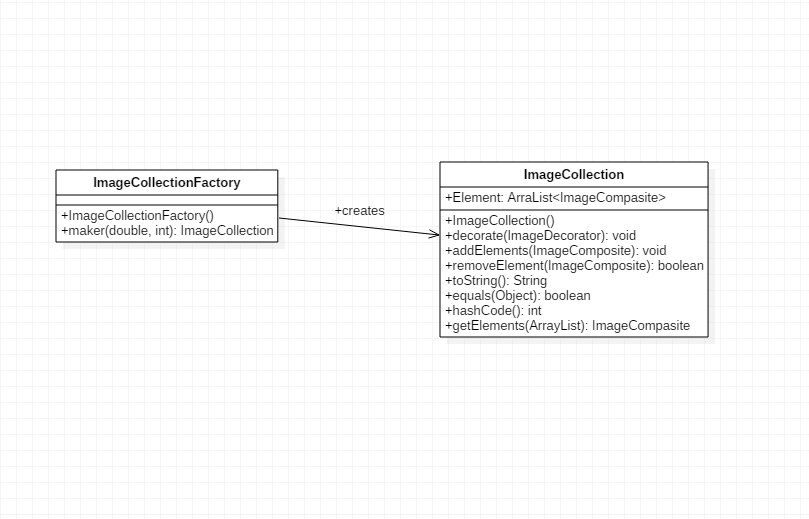 ImageCollectionFactory
+ImageCollectionFactory()
+maker(double, int): ImageCollection
+creates
ImageCollection
+Element: ArraList<ImageCompasite>
+ImageCollection()
+decorate(ImageDecorator): void
+addElements(ImageComposite): void
+removeElement(ImageComposite): boolean
+toString(): String
+equals(Object): boolean
+hashCode(): int
+getElements(ArrayList): ImageCompasite